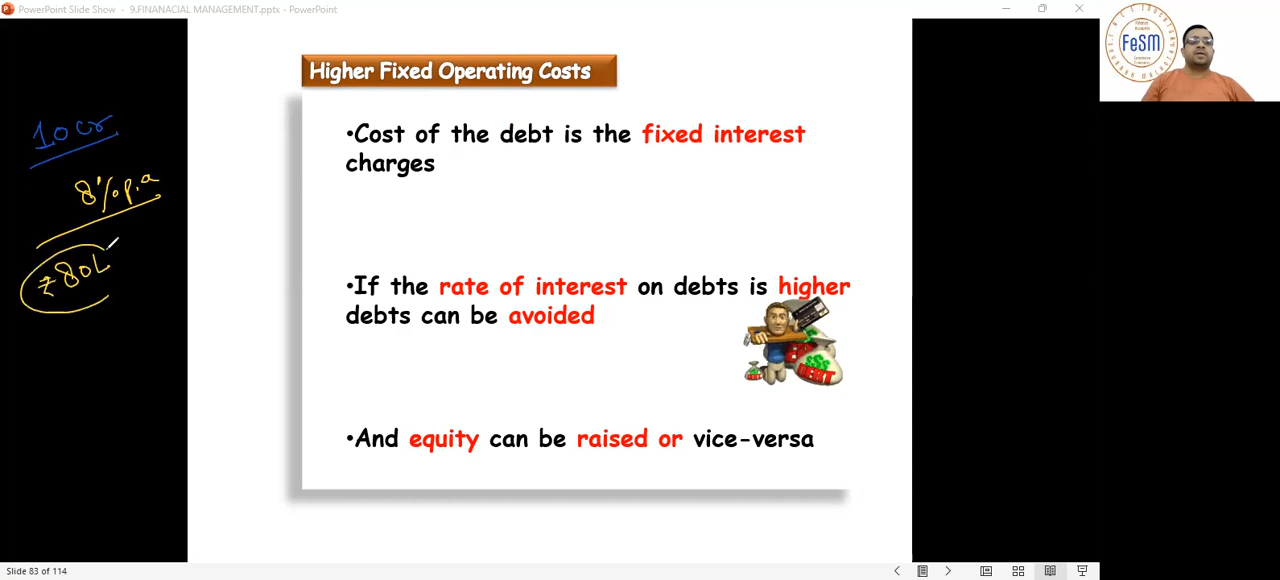 PowerPoint Slide Show - 9.FINANACIAL MANAGEMENT.pptx - PowerPoint
FeSM
Higher Fixed Operating Costs
10 Cr
8% p.a
₹80L
•Cost of the debt is the fixed interest
charges
•If the rate of interest on debts is higher
debts can be avoided
$$$
DEBT
•And equity can be raised or vice-versa
Slide 83 of 114